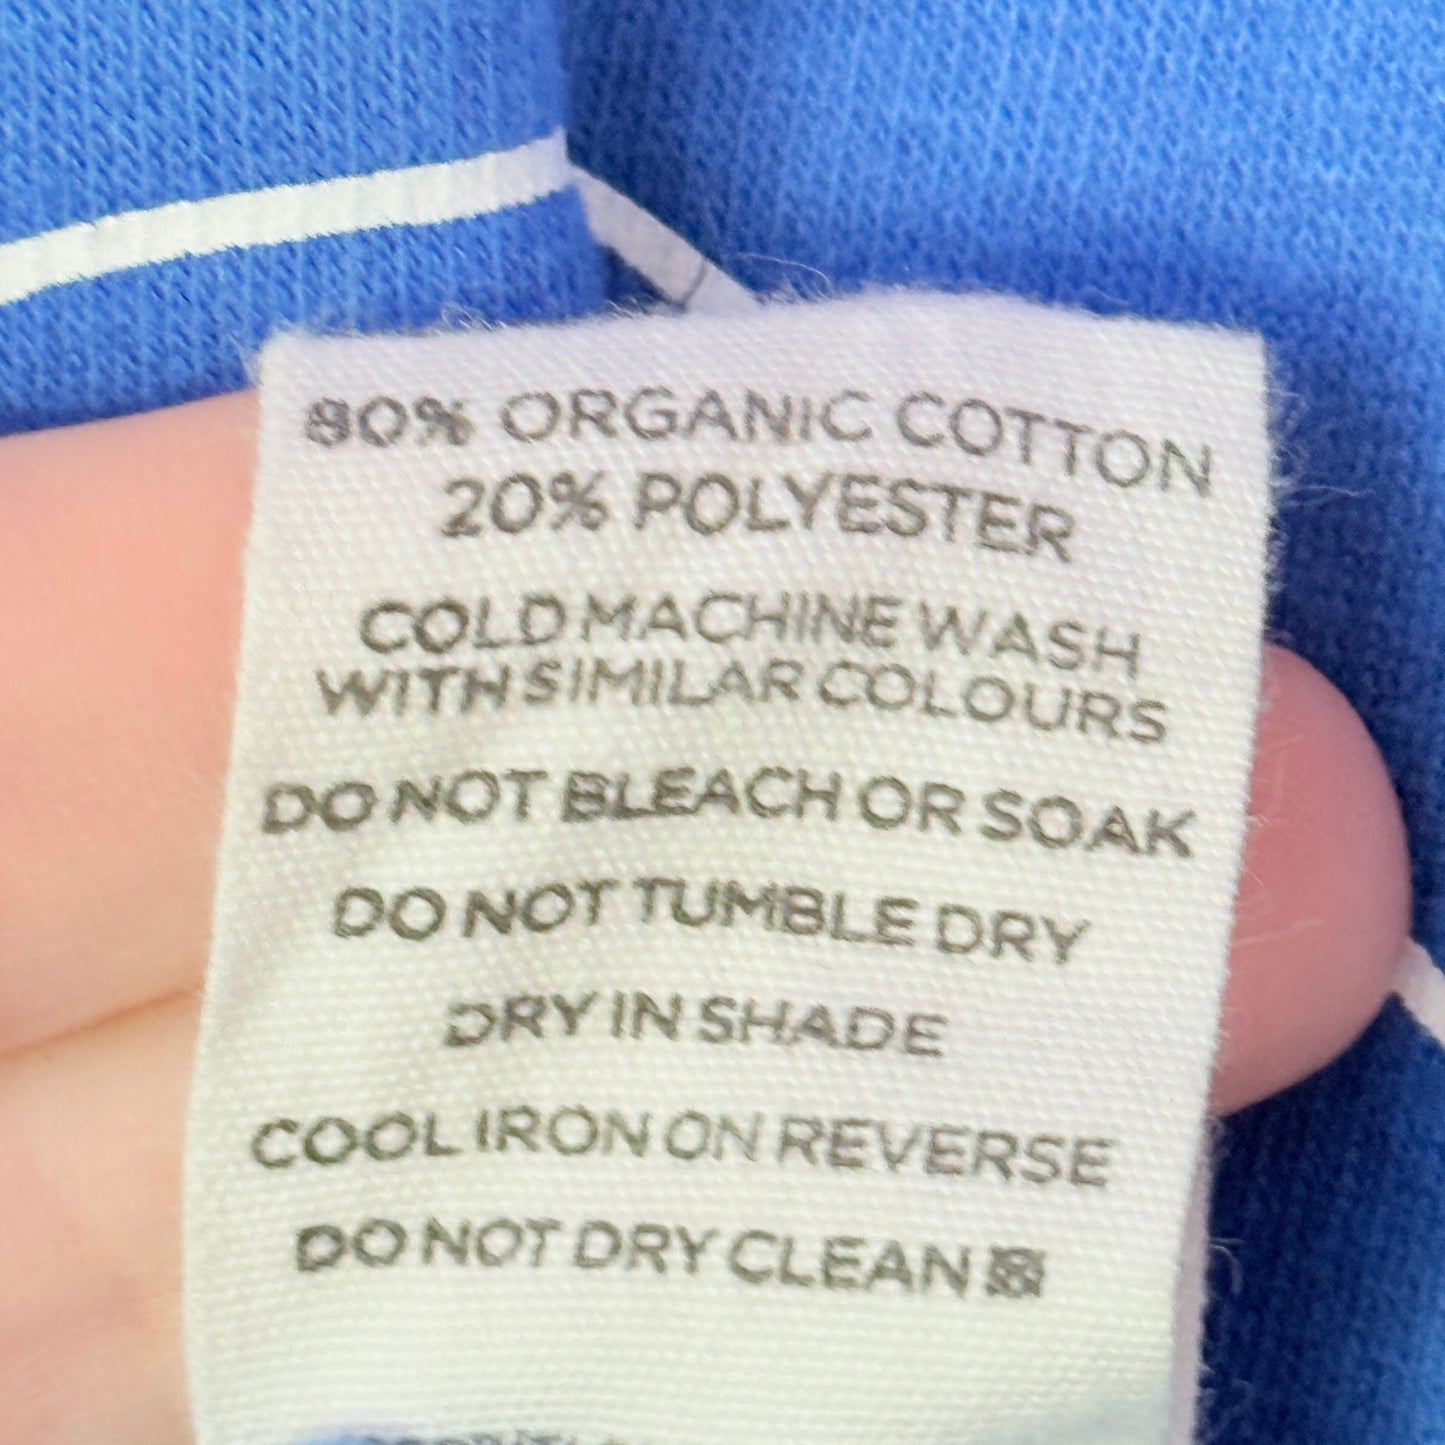 80% ORGANIC COTTON
20% POLYESTER
COLD MACHINE WASH
WITH SIMILAR COLOURS
DO NOT BLEACH OR SOAK
DO NOT TUMBLE DRY
DRY IN SHADE
COOL IRON ON REVERSE
DO NOT DRY CLEAN